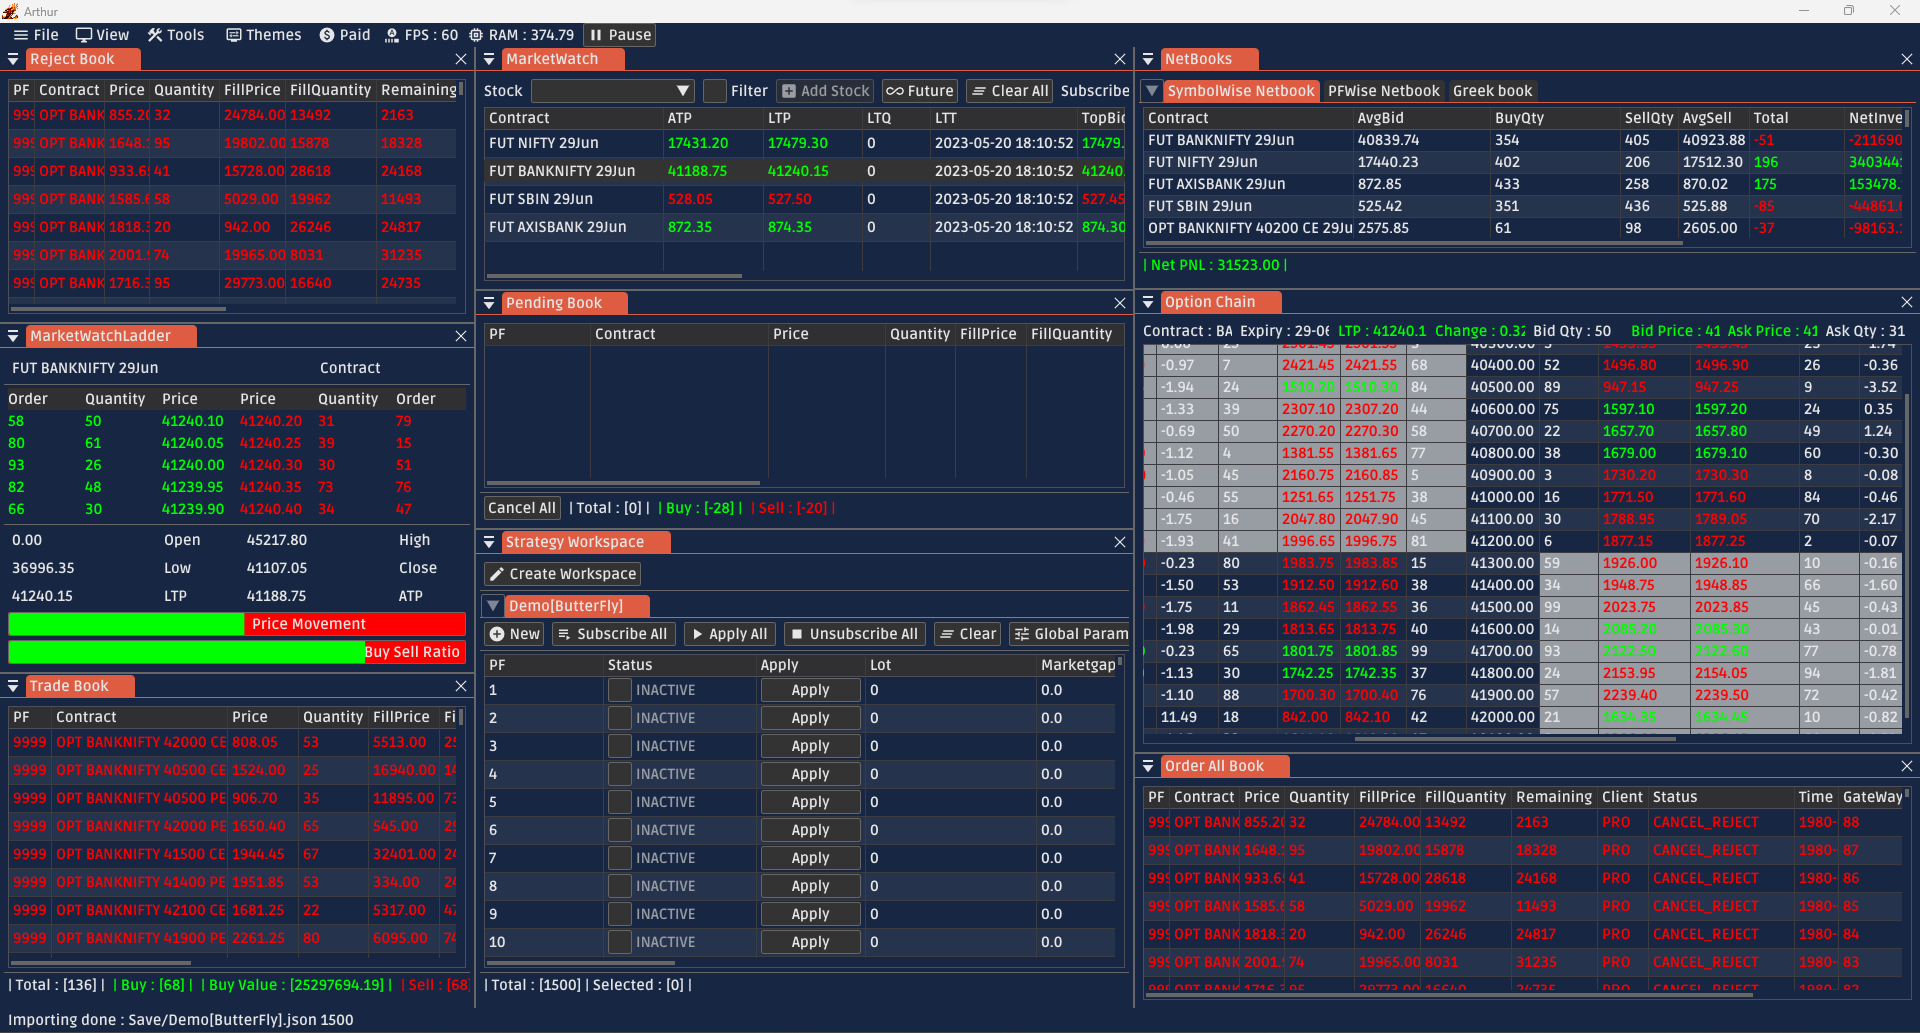 Arthur
File View Tools Themes Paid FPS : 60 RAM : 374.79 Pause
Reject Book
PF Contract Price Quantity FillPrice FillQuantity Remaining
999 OPT BANK 855.20 32 24784.00 13492 2163
999 OPT BANK 1648. 95 19802.00 15878 18328
999 OPT BANK 933.6 41 15728.00 28618 24168
999 OPT BANK 1585.6 58 5029.00 19962 11493
999 OPT BANK 1818.3 20 942.00 26246 24817
999 OPT BANK 2001. 74 19965.00 8031 31235
999 OPT BANK 1716.3 95 29773.00 16640 24735
MarketWatchLadder
FUT BANKNIFTY 29Jun Contract
Order Quantity Price Price Quantity Order
58 50 41240.10 41240.20 31 79
80 61 41240.05 41240.25 39 15
93 26 41240.00 41240.30 30 51
82 48 41239.95 41240.35 73 76
66 30 41239.90 41240.40 34 47
0.00 Open 45217.80 High
36996.35 Low 41107.05 Close
41240.15 LTP 41188.75 ATP
Price Movement
Buy Sell Ratio
Trade Book
PF Contract Price Quantity FillPrice Fi
9999 OPT BANKNIFTY 42000 CE 808.05 53 5513.00 25
9999 OPT BANKNIFTY 40500 CE 1524.00 25 16940.00 14
9999 OPT BANKNIFTY 40500 PE 906.70 35 11895.00 73
9999 OPT BANKNIFTY 42000 PE 1650.40 65 545.00 29
9999 OPT BANKNIFTY 41500 CE 1944.45 67 32401.00 24
9999 OPT BANKNIFTY 41400 PE 1951.85 53 334.00 24
9999 OPT BANKNIFTY 42100 CE 1681.25 22 5317.00 47
9999 OPT BANKNIFTY 41900 PE 2261.25 80 6095.00 74
| Total : [136] | | Buy : [68] | | Buy Value : [25297694.19] | | Sell : [68]
Importing done : Save/Demo[ButterFly].json 1500
MarketWatch
Stock Filter Add Stock Future Clear All Subscribe
Contract ATP LTP LTQ LTT TopBid
FUT NIFTY 29Jun 17431.20 17479.30 0 2023-05-20 18:10:52 17479.
FUT BANKNIFTY 29Jun 41188.75 41240.15 0 2023-05-20 18:10:52 41240.
FUT SBIN 29Jun 528.05 527.50 0 2023-05-20 18:10:52 527.45
FUT AXISBANK 29Jun 872.35 874.35 0 2023-05-20 18:10:52 874.30
Pending Book
PF Contract Price Quantity FillPrice FillQuantity
Cancel All | Total : [0] | | Buy : [-28] | | Sell : [-20] |
Strategy Workspace
Create Workspace
Demo[ButterFly]
New Subscribe All Apply All Unsubscribe All Clear Global Param
PF Status Apply Lot Marketgap
1 INACTIVE Apply 0 0.0
2 INACTIVE Apply 0 0.0
3 INACTIVE Apply 0 0.0
4 INACTIVE Apply 0 0.0
5 INACTIVE Apply 0 0.0
6 INACTIVE Apply 0 0.0
7 INACTIVE Apply 0 0.0
8 INACTIVE Apply 0 0.0
9 INACTIVE Apply 0 0.0
10 INACTIVE Apply 0 0.0
| Total : [1500] | Selected : [0] |
NetBooks
SymbolWise Netbook PFWise Netbook Greek book
Contract AvgBid BuyQty SellQty AvgSell Total NetInve
FUT BANKNIFTY 29Jun 40839.74 354 405 40923.88 -51 -211690
FUT NIFTY 29Jun 17440.23 402 206 17512.30 196 340344
FUT AXISBANK 29Jun 872.85 433 258 870.02 175 153478.
FUT SBIN 29Jun 525.42 351 436 525.88 -85 -44861.
OPT BANKNIFTY 40200 CE 29Ju 2575.85 61 98 2605.00 -37 -98163.
| Net PNL : 31523.00 |
Option Chain
Contract : BA Expiry : 29-06 LTP : 41240.1 Change : 0.32 Bid Qty : 50 Bid Price : 41 Ask Price : 41 Ask Qty : 31
-0.97 7 2421.45 2421.55 68 40400.00 52 1496.80 1496.90 26 -0.36
-1.94 24 1510.20 1510.30 84 40500.00 89 947.15 947.25 9 -3.52
-1.33 39 2307.10 2307.20 44 40600.00 75 1597.10 1597.20 24 0.35
-0.69 50 2270.20 2270.30 58 40700.00 22 1657.70 1657.80 49 1.24
-1.12 4 1381.55 1381.65 77 40800.00 38 1679.00 1679.10 60 -0.30
-1.05 45 2160.75 2160.85 5 40900.00 3 1730.20 1730.30 8 -0.08
-0.46 55 1251.65 1251.75 38 41000.00 16 1771.50 1771.60 84 -0.46
-1.75 16 2047.80 2047.90 45 41100.00 30 1788.95 1789.05 70 -2.17
-1.93 41 1996.65 1996.75 81 41200.00 6 1877.15 1877.25 2 -0.07
-0.23 80 1983.75 1983.85 15 41300.00 59 1926.00 1926.10 10 -0.16
-1.50 53 1912.50 1912.60 38 41400.00 34 1948.75 1948.85 66 -1.60
-1.75 11 1862.45 1862.55 36 41500.00 99 2023.75 2023.85 45 -0.43
-1.98 29 1813.65 1813.75 40 41600.00 14 2085.20 2085.30 43 -0.01
-0.23 65 1801.75 1801.85 99 41700.00 93 2122.50 2122.60 77 -0.78
-1.13 30 1742.25 1742.35 37 41800.00 24 2153.95 2154.05 94 -1.81
-1.10 88 1700.30 1700.40 76 41900.00 57 2239.40 2239.50 72 -0.42
11.49 18 842.00 842.10 42 42000.00 21 1634.35 1634.45 10 -0.82
Order All Book
PF Contract Price Quantity FillPrice FillQuantity Remaining Client Status Time GateWay
999 OPT BANK 855.20 32 24784.00 13492 2163 PRO CANCEL_REJECT 1980- 88
999 OPT BANK 1648. 95 19802.00 15878 18328 PRO CANCEL_REJECT 1980- 87
999 OPT BANK 933.6 41 15728.00 28618 24168 PRO CANCEL_REJECT 1980- 86
999 OPT BANK 1585.6 58 5029.00 19962 11493 PRO CANCEL_REJECT 1980- 85
999 OPT BANK 1818.3 20 942.00 26246 24817 PRO CANCEL_REJECT 1980- 84
999 OPT BANK 2001. 74 19965.00 8031 31235 PRO CANCEL_REJECT 1980- 83